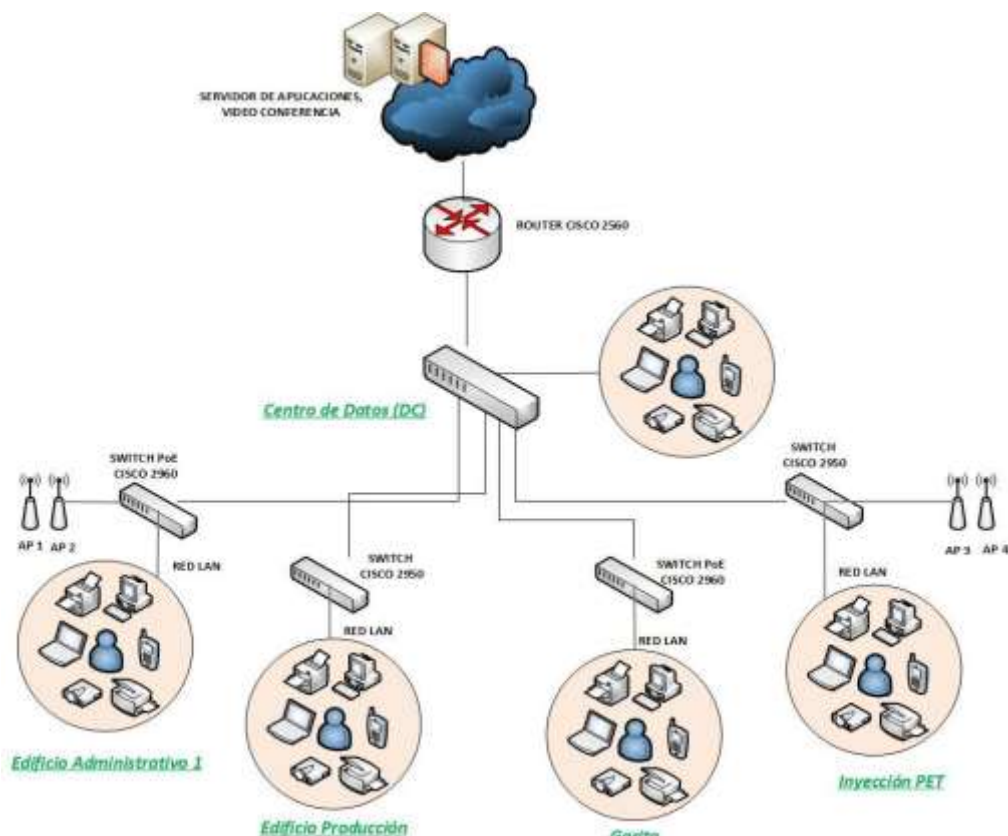 SERVIDOR DE APLICACIONES,
VIDEO CONFERENCIA
ROUTER CISCO 2560
Centro de Datos (DC)
SWITCH PoE
CISCO 2960
SWITCH
CISCO 2950
AP 1 AP 2
SWITCH
CISCO 2950
SWITCH PoE
CISCO 2960
AP 3 AP 4
RED LAN
RED LAN
RED LAN
RED LAN
Edificio Administrativo 1
Inyección PET
Edificio Producción
Garita